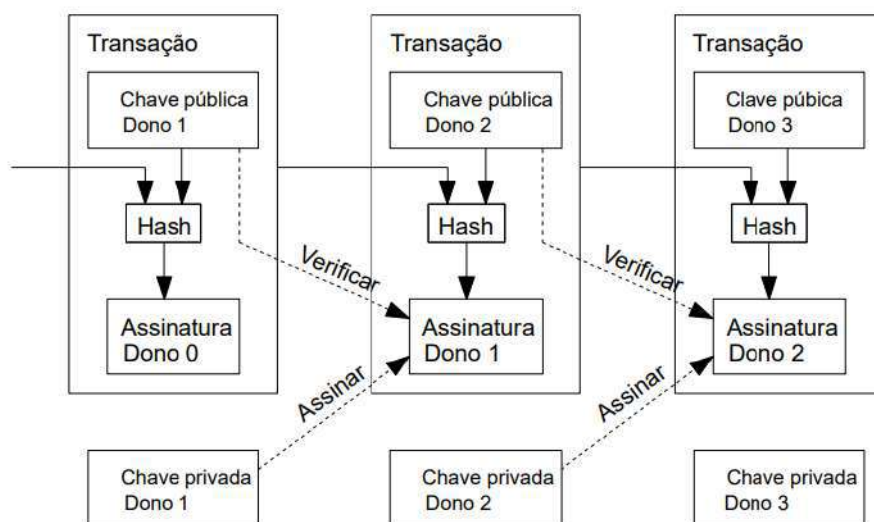 Transação
Chave pública
Dono 1
Hash
Assinatura
Dono 0
Transação
Chave pública
Dono 2
Hash
Verificar
Assinatura
Dono 1
Assinar
Transação
Clave púbica
Dono 3
Hash
Verificar
Assinatura
Dono 2
Assinar
Chave privada
Dono 1
Chave privada
Dono 2
Chave privada
Dono 3